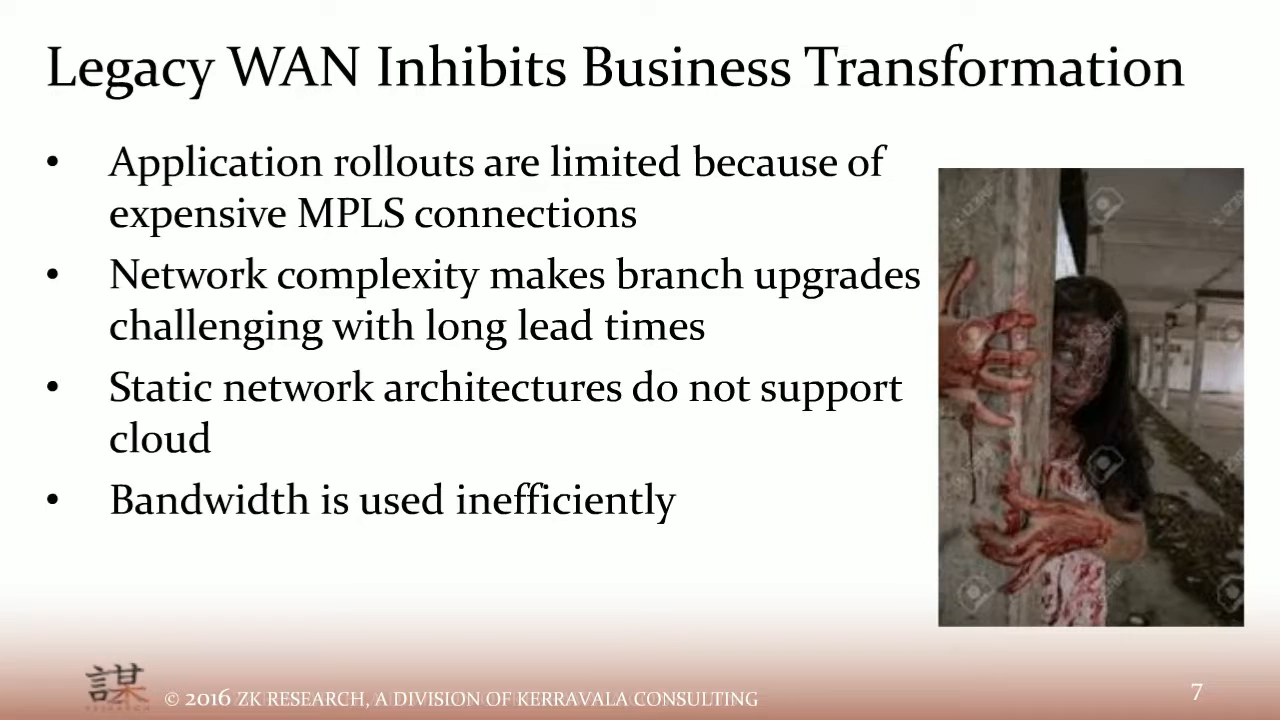 Legacy WAN Inhibits Business Transformation
• Application rollouts are limited because of
expensive MPLS connections
• Network complexity makes branch upgrades
challenging with long lead times
• Static network architectures do not support
cloud
• Bandwidth is used inefficiently
謀
RESEARCH
© 2016 ZK RESEARCH, A DIVISION OF KERRAVALA CONSULTING
7